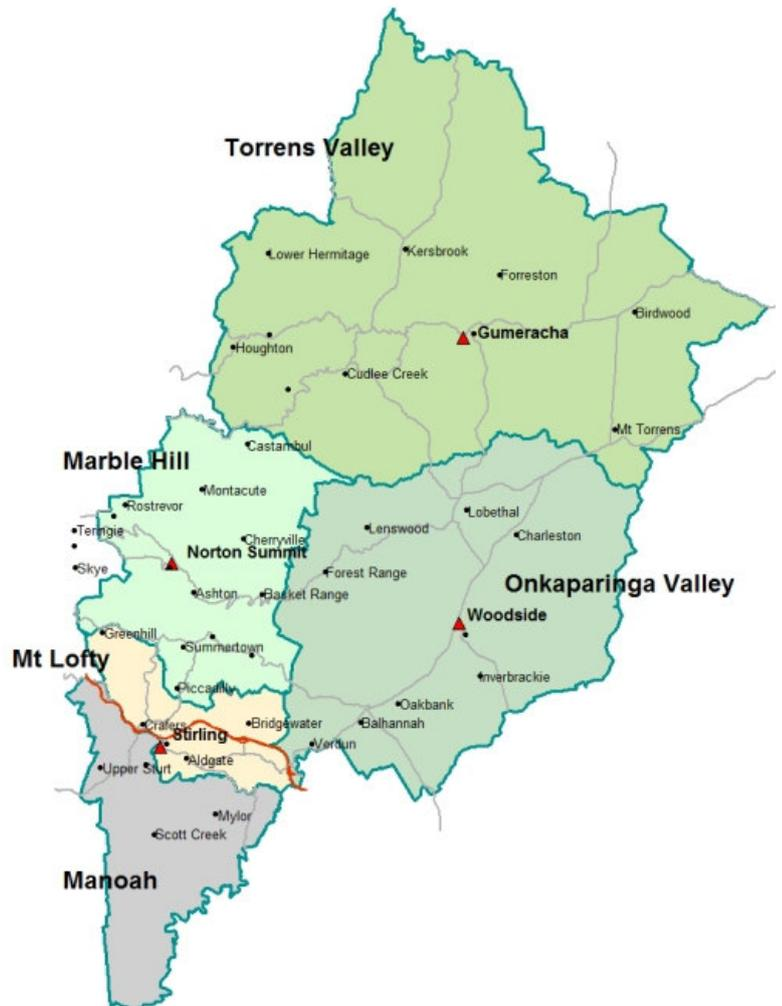 Torrens Valley
Lower Hermitage
Kersbrook
Forreston
Birdwood
Gumeracha
Houghton
Cudlee Creek
Mt Torrens
Castambul
Marble Hill
Montacute
Rostrevor
Lobethal
Teringie
Lenswood
Charleston
Cherryville
Norton Summit
Skye
Forest Range
Onkaparinga Valley
Ashton
Basket Range
Woodside
Greenhill
Summertown
Mt Lofty
Inverbrackie
Piccadilly
Oakbank
Crafers
Bridgewater
Balhannah
Stirling
Verdun
Aldgate
Upper Sturt
Mylor
Scott Creek
Manoah